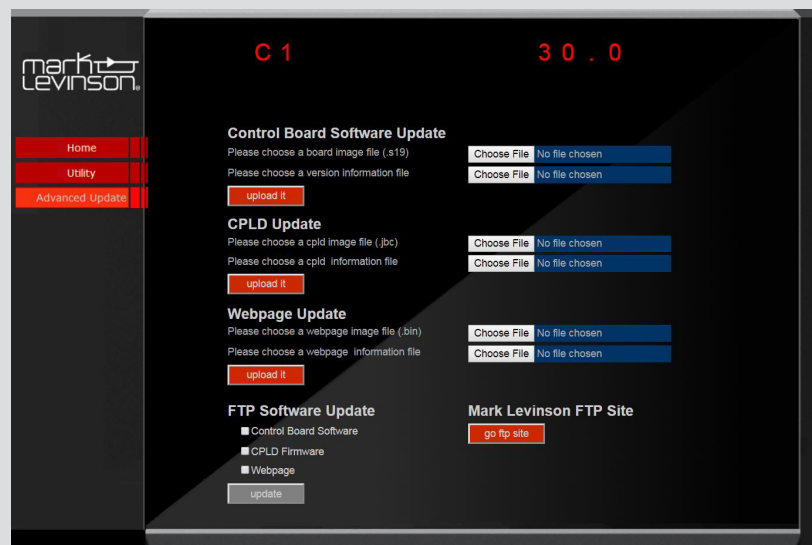 mark
Levinson®
C 1 3 0 . 0
Home
Utility
Advanced Update
Control Board Software Update
Please choose a board image file (.s19) Choose File No file chosen
Please choose a version information file Choose File No file chosen
upload it
CPLD Update
Please choose a cpld image file (.jbc) Choose File No file chosen
Please choose a cpld information file Choose File No file chosen
upload it
Webpage Update
Please choose a webpage image file (.bin) Choose File No file chosen
Please choose a webpage information file Choose File No file chosen
upload it
FTP Software Update Mark Levinson FTP Site
Control Board Software go ftp site
CPLD Firmware
Webpage
update